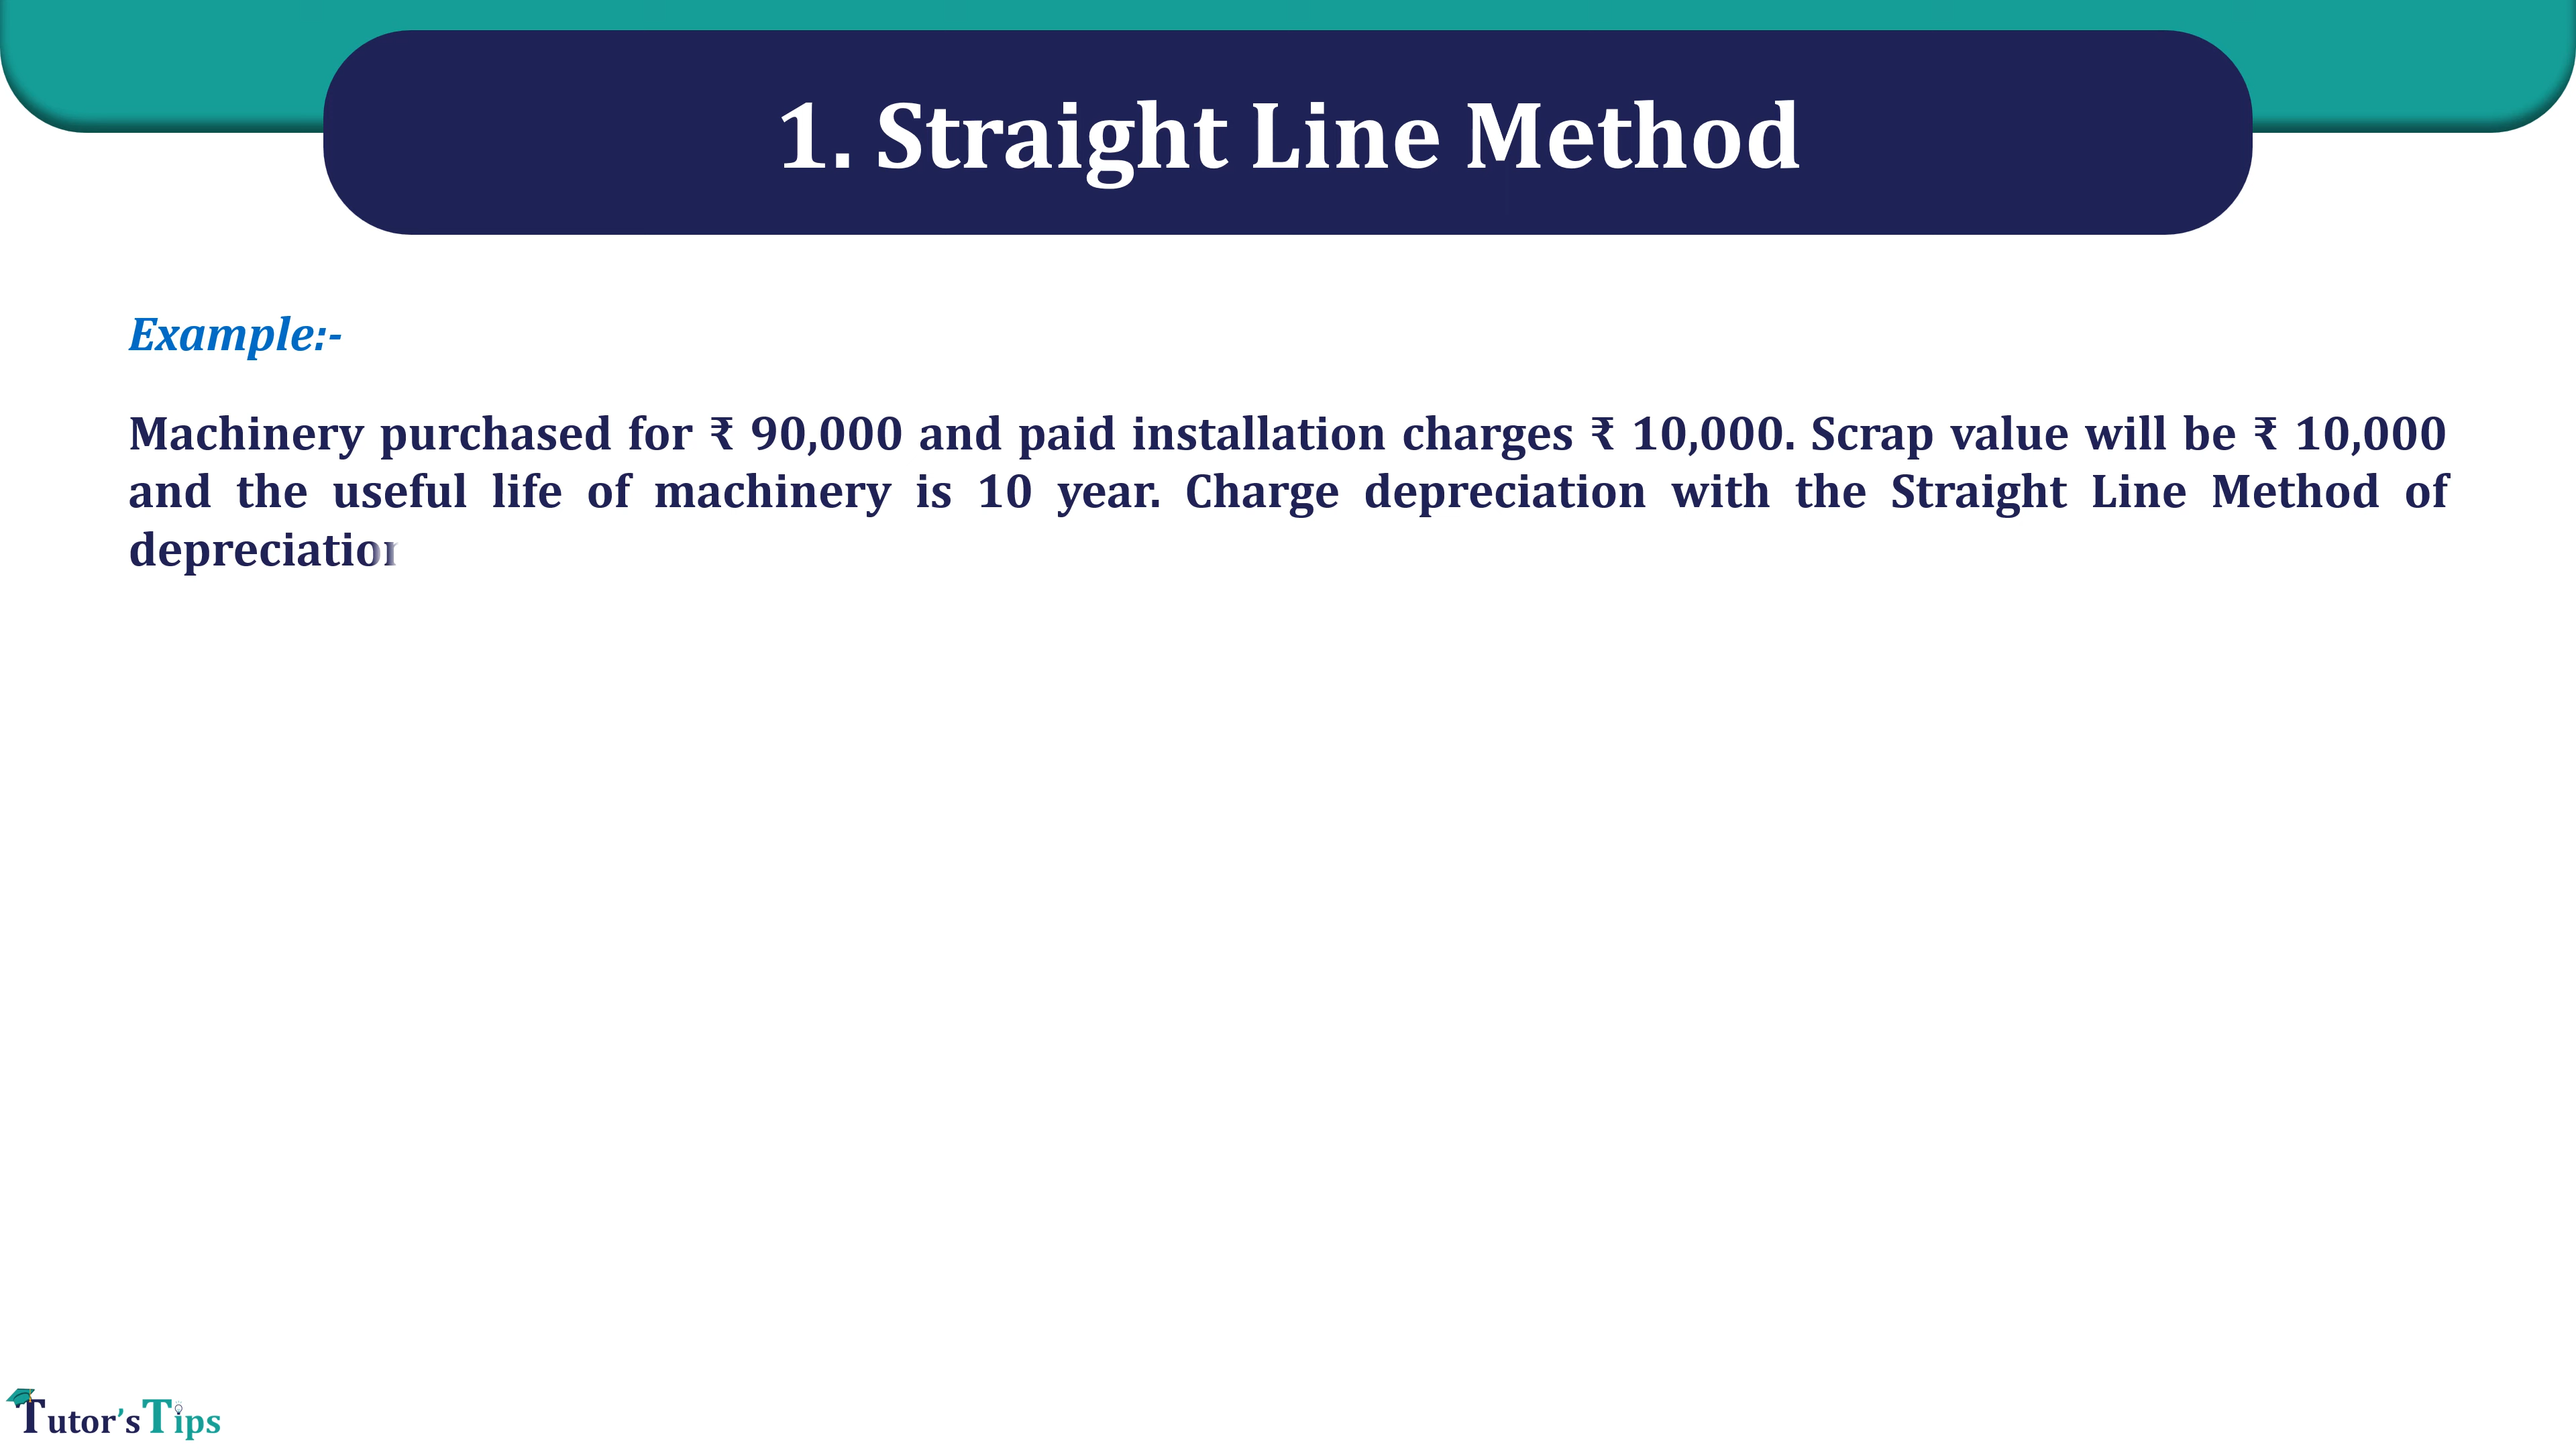 1. Straight Line Method
Example:-
Machinery purchased for ₹ 90,000 and paid installation charges ₹ 10,000. Scrap value will be ₹ 10,000
and the useful life of machinery is 10 year. Charge depreciation with the Straight Line Method of
depreciation
Tutor'sTips